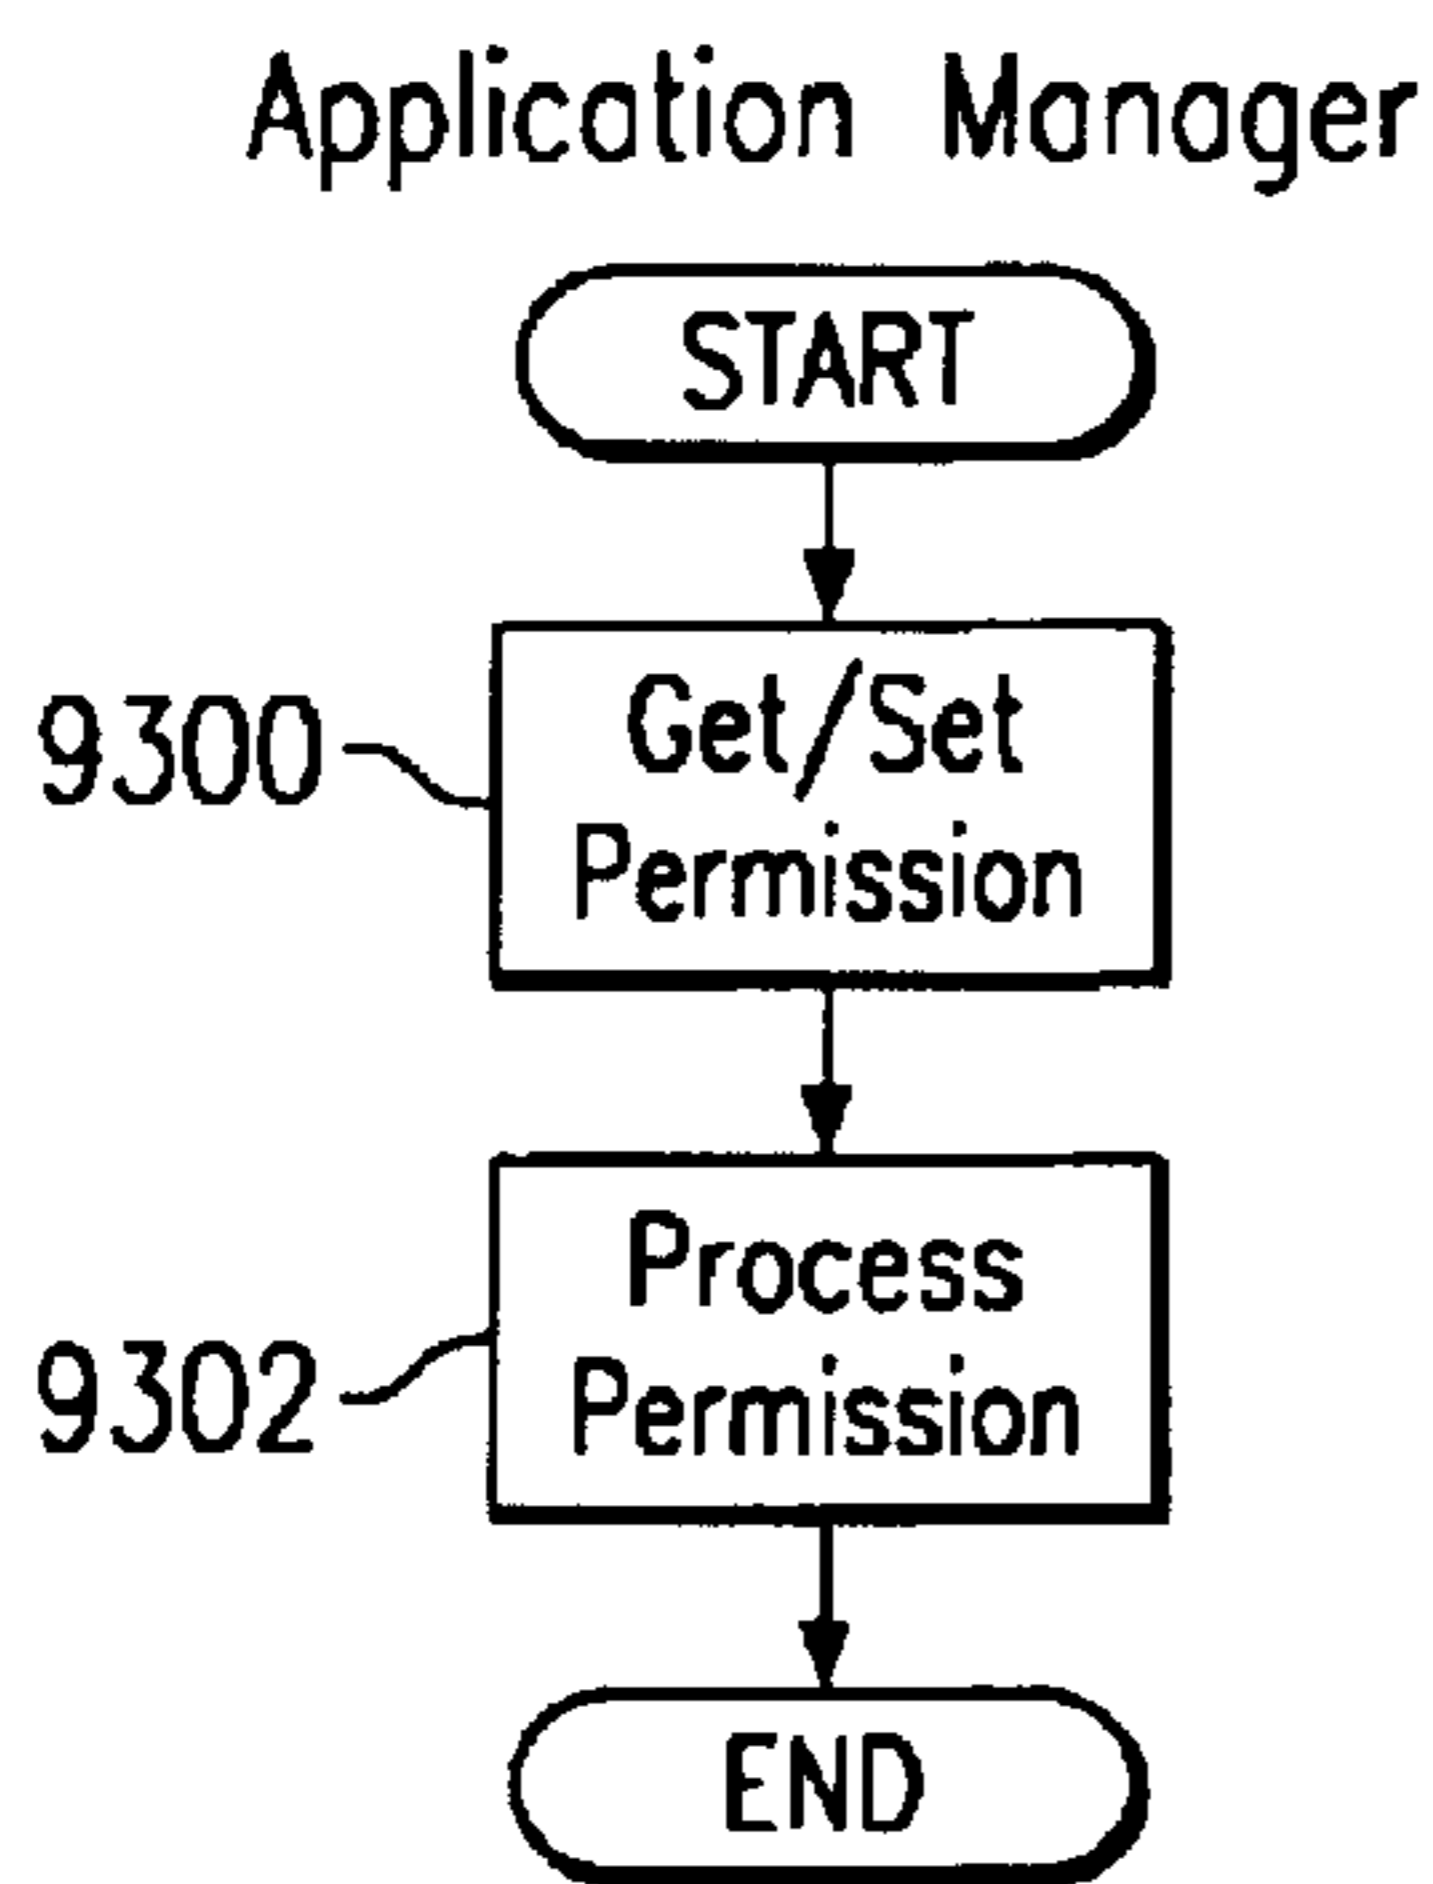 Application Manager
START
9300
Get/Set
Permission
9302
Process
Permission
END